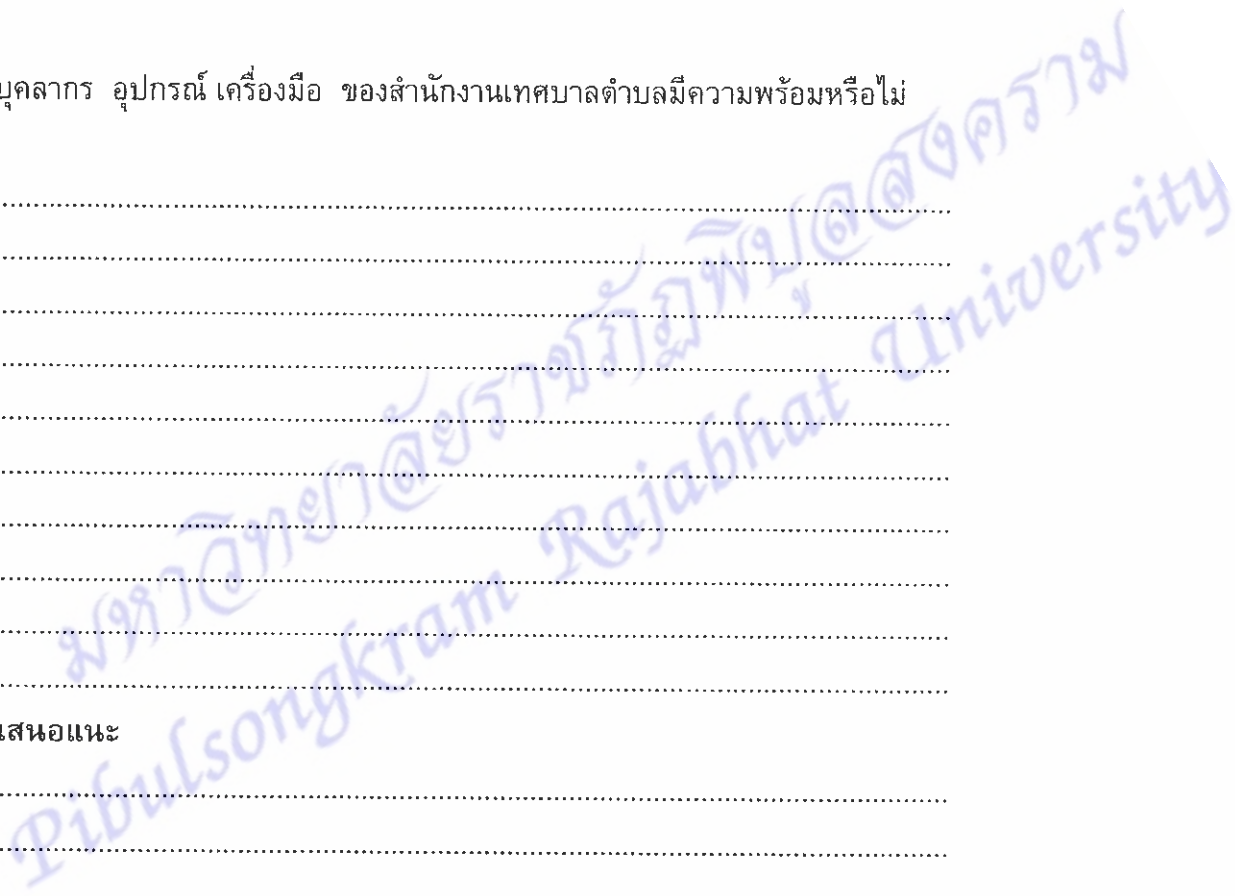 บุคลากร อุปกรณ์ เครื่องมือ ของสำนักงานเทศบาลตำบลมีความพร้อมหรือไม่
เสนอแนะ
มหาวิทยาลัยราชภัฏพิบูลสงคราม
Pibulsongkram Rajabhat University